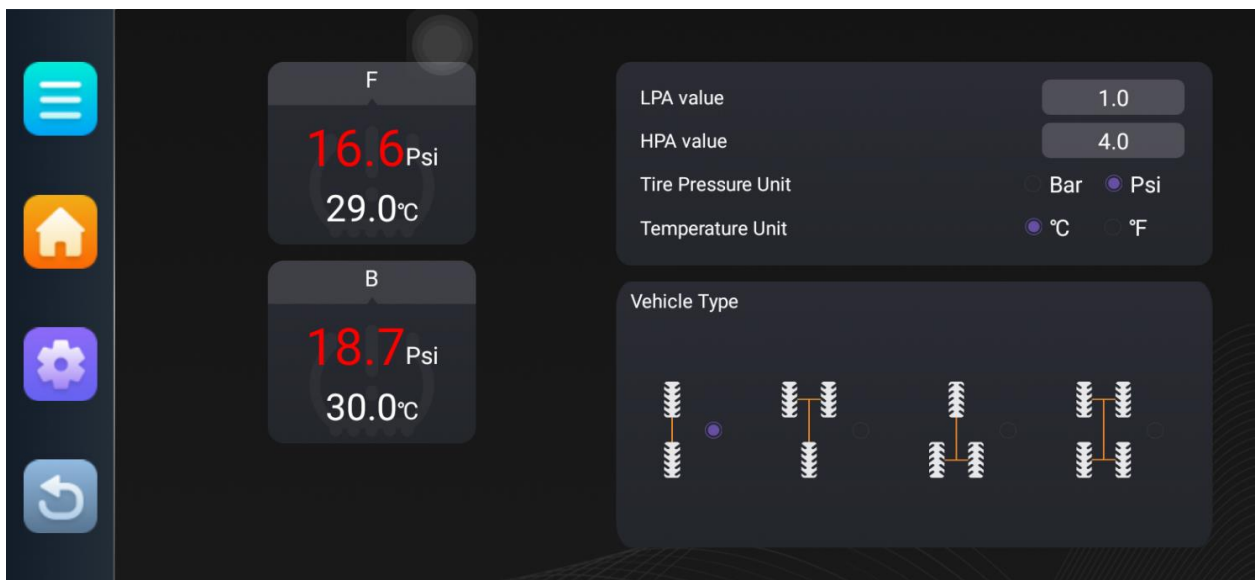 F
16.6Psi
29.0℃
B
18.7Psi
30.0℃
LPA value 1.0
HPA value 4.0
Tire Pressure Unit Bar Psi
Temperature Unit ℃ ℉
Vehicle Type